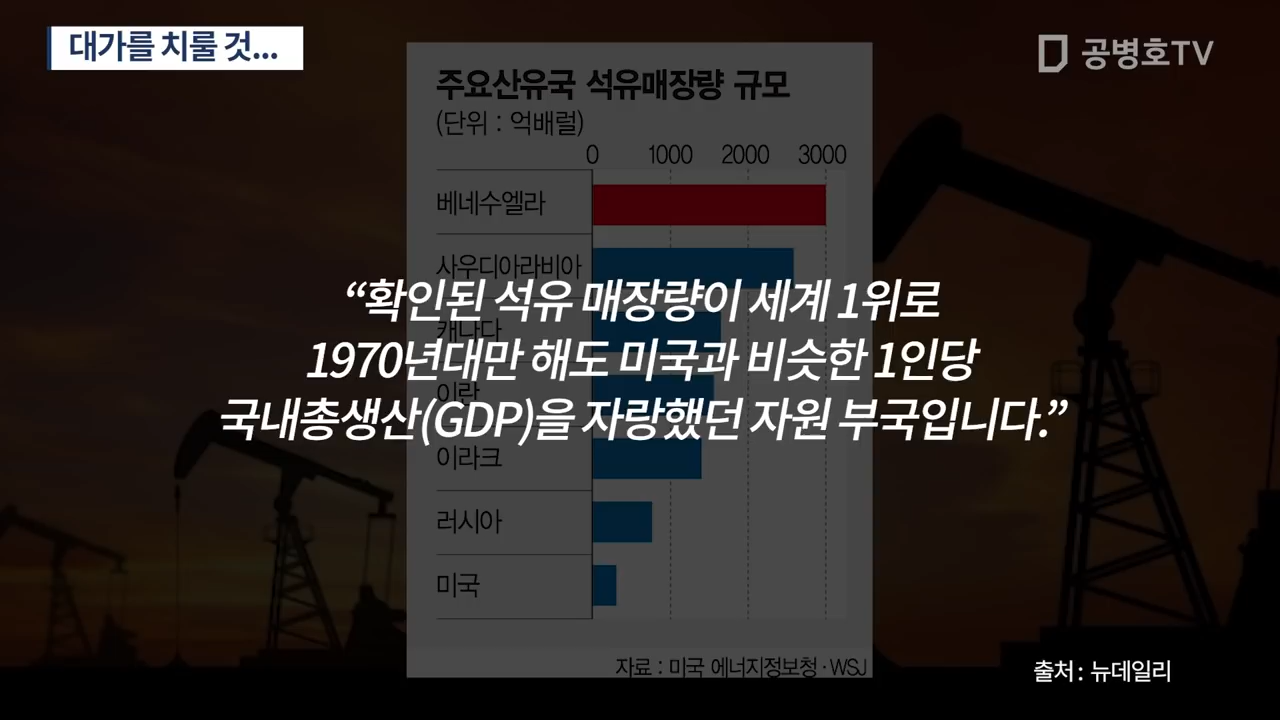 대가를 치룰 것...
공병호TV
주요산유국 석유매장량 규모
(단위 : 억배럴)
0 1000 2000 3000
베네수엘라
사우디아라비아
캐나다
이란
이라크
러시아
미국
“확인된 석유 매장량이 세계 1위로
1970년대만 해도 미국과 비슷한 1인당
국내총생산(GDP)을 자랑했던 자원 부국입니다.”
자료 : 미국 에너지정보청·WSJ
출처 : 뉴데일리